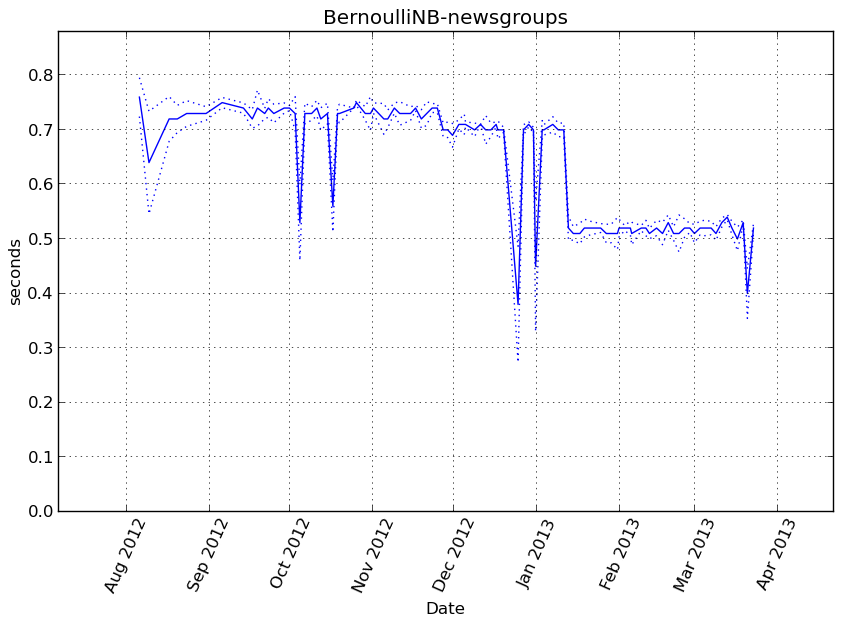 BernoulliNB-newsgroups
0.8
0.7
0.6
0.5
0.4
0.3
0.2
0.1
0.0
seconds
Aug 2012
Sep 2012
Oct 2012
Nov 2012
Dec 2012
Jan 2013
Feb 2013
Mar 2013
Apr 2013
Date